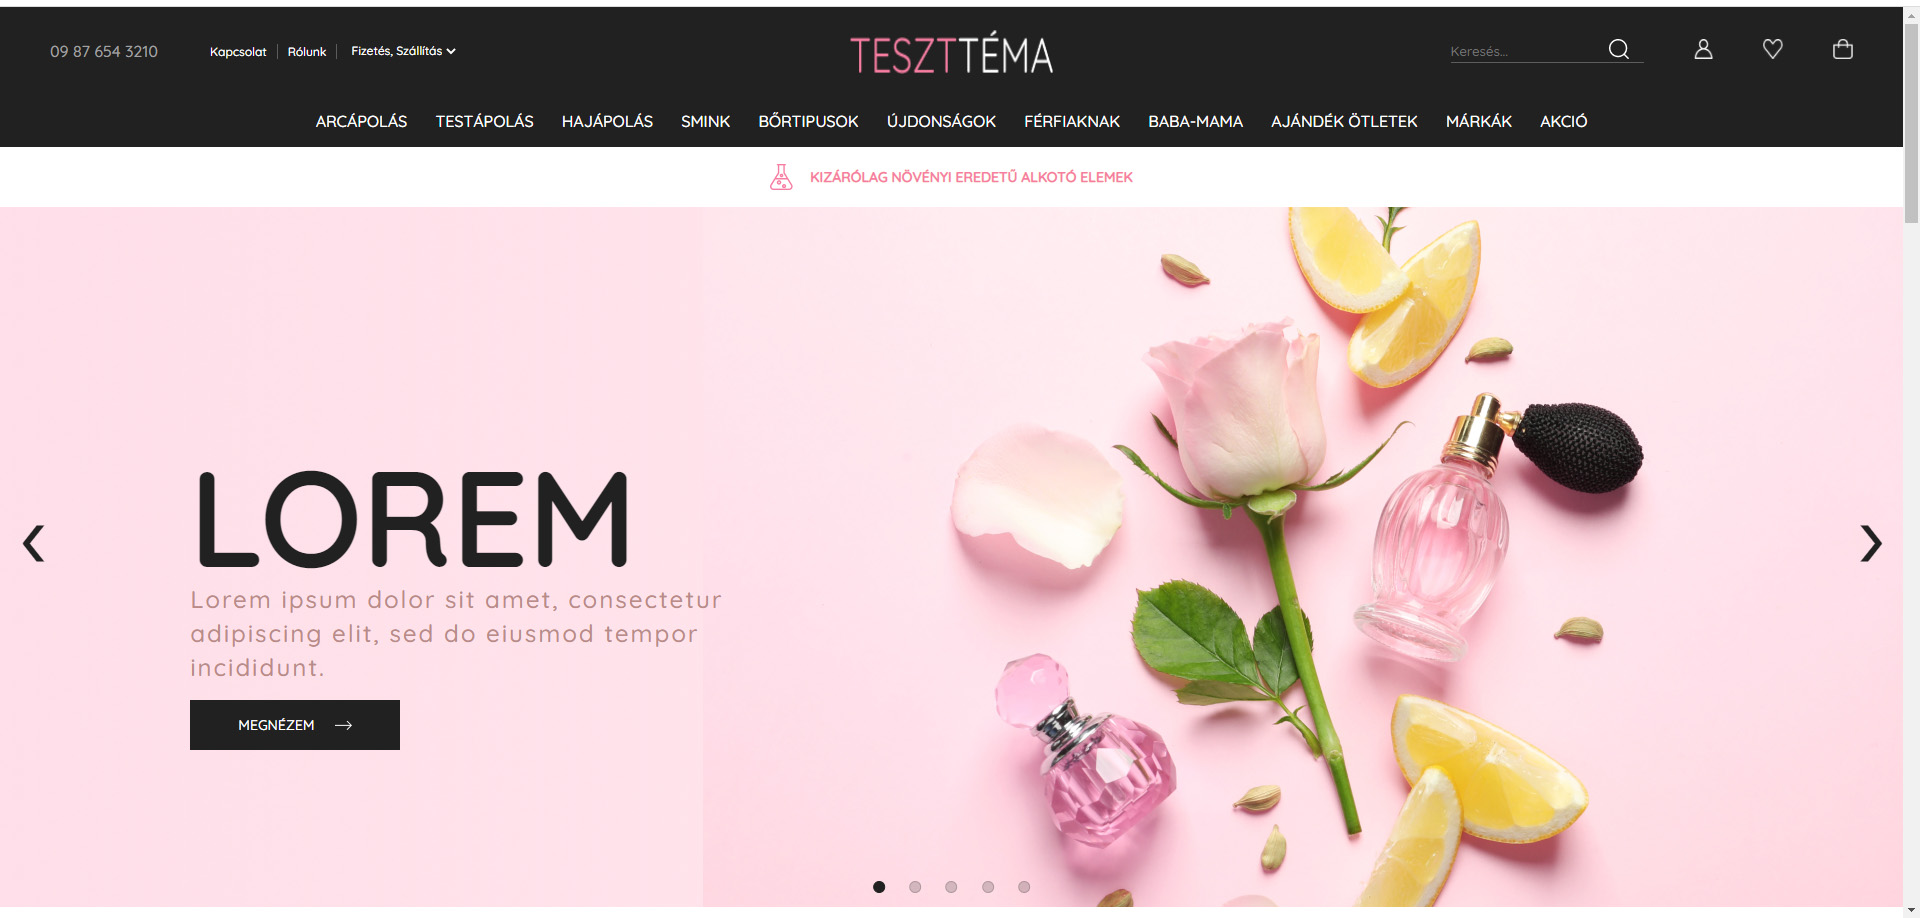 09 87 654 3210
Kapcsolat
Rólunk
Fizetés, Szállítás
TESZTTÉMA
Keresés...
ARCÁPOLÁS TESTÁPOLÁS HAJÁPOLÁS SMINK BŐRTIPUSOK ÚJDONSÁGOK FÉRFIAKNAK BABA-MAMA AJÁNDÉK ÖTLETEK MÁRKÁK AKCIÓ
KIZÁRÓLAG NÖVÉNYI EREDETŰ ALKOTÓ ELEMEK
LOREM
Lorem ipsum dolor sit amet, consectetur
adipiscing elit, sed do eiusmod tempor
incididunt.
MEGNÉZEM